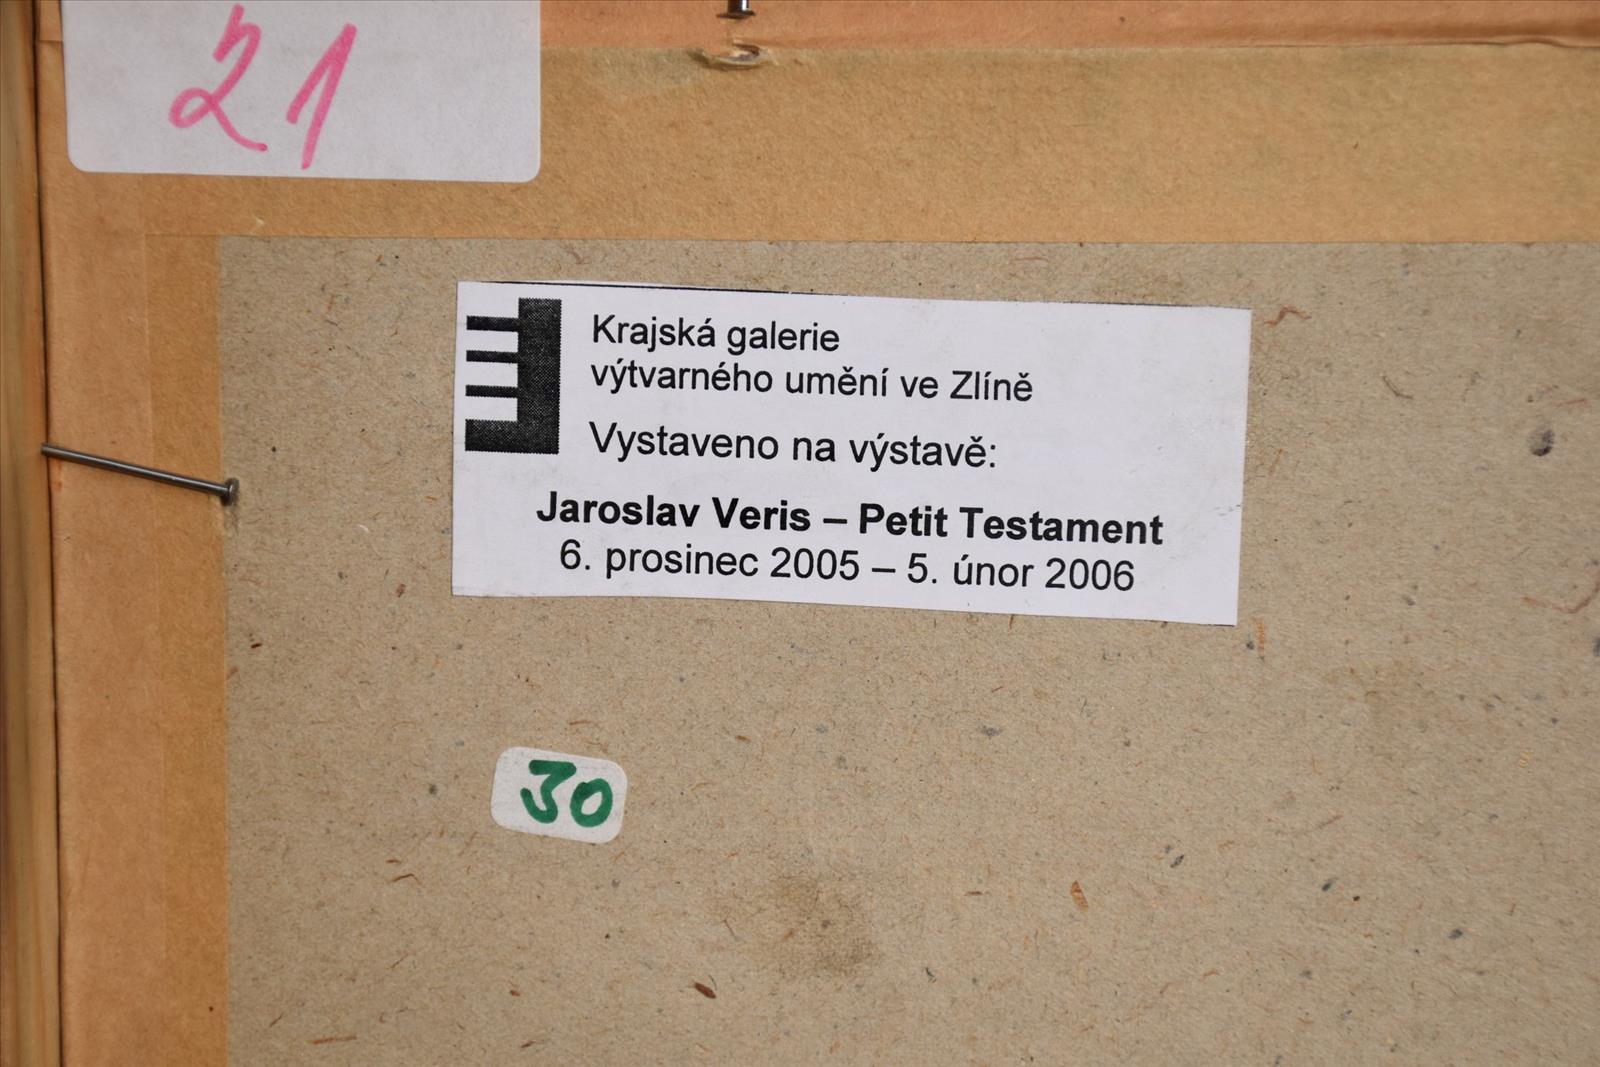 21
Krajská galerie
výtvarného umění ve Zlíně
Vystaveno na výstavě:
Jaroslav Veris – Petit Testament
6. prosinec 2005 – 5. únor 2006
30